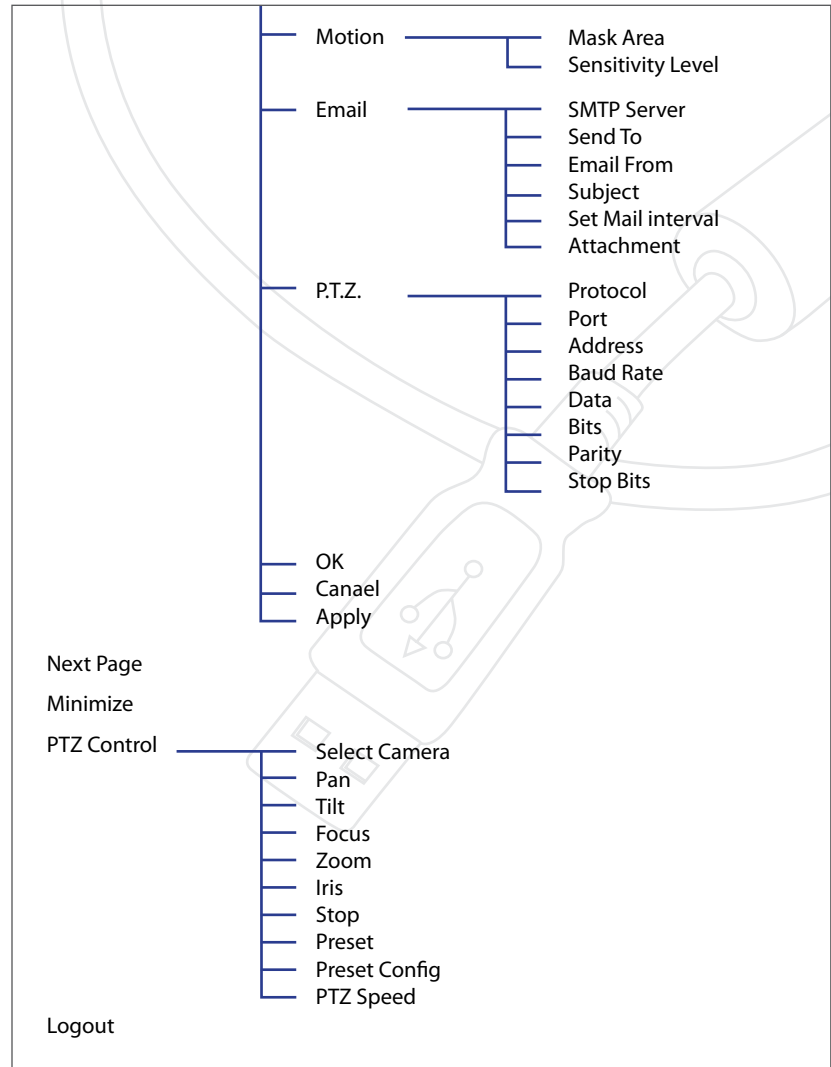 Motion Mask Area
Sensitivity Level
Email SMTP Server
Send To
Email From
Subject
Set Mail interval
Attachment
P.T.Z. Protocol
Port
Address
Baud Rate
Data
Bits
Parity
Stop Bits
OK
Canael
Apply
Next Page
Minimize
PTZ Control Select Camera
Pan
Tilt
Focus
Zoom
Iris
Stop
Preset
Preset Config
PTZ Speed
Logout